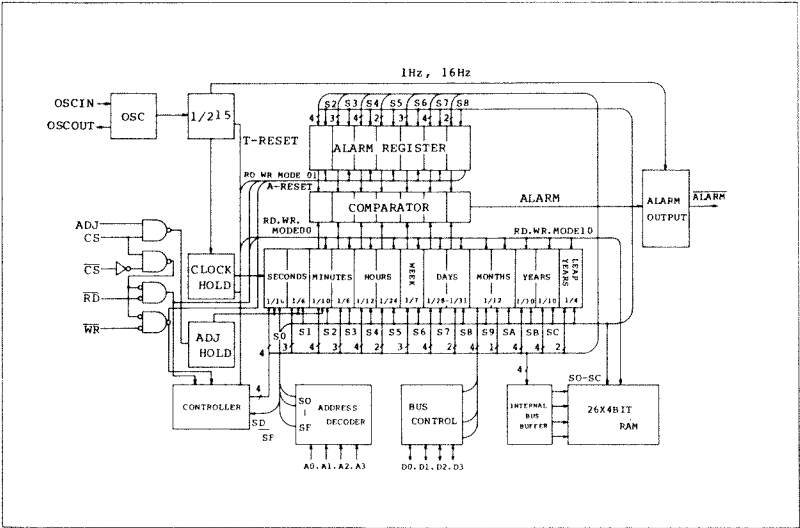 1Hz, 16Hz
S2 S3 S4 S5 S6 S7 S8
4 3 4 2 3 4 2
OSCIN
OSCOUT
OSC
1/215
T-RESET
ALARM REGISTER
RD WR MODE 01
A-RESET
COMPARATOR
ALARM
ALARM OUTPUT
ALARM
RD.WR. MODE00
RD.WR.MODE10
ADJ
CS
CS
RD
WR
CLOCK HOLD
ADJ HOLD
SECONDS MINUTES HOURS WEEK DAYS MONTHS YEARS LEAP YEARS
1/10 1/6 1/10 1/6 1/12 1/24 1/7 1/28-1/31 1/12 1/10 1/10 1/4
S0 S1 S2 S3 S4 S5 S6 S7 S8 S9 SA SB SC
4 3 4 3 4 2 3 4 2 4 1 4 4 2
4
4
CONTROLLER
SD
SF
SO
SF
ADDRESS DECODER
A0. A1. A2. A3
BUS CONTROL
D0. D1. D2. D3
INTERNAL BUS BUFFER
SO-SC
26X4BIT RAM